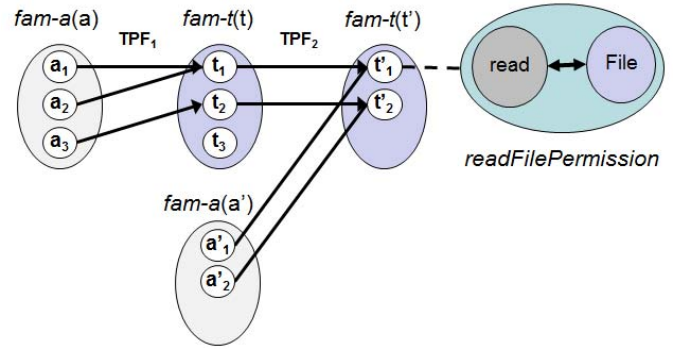 fam-a(a) fam-t(t) fam-t(t’)
TPF₁ TPF₂
a₁ t₁ t’₁ read File
a₂ t₂ t’₂
a₃ t₃
readFilePermission
fam-a(a’)
a’₁
a’₂